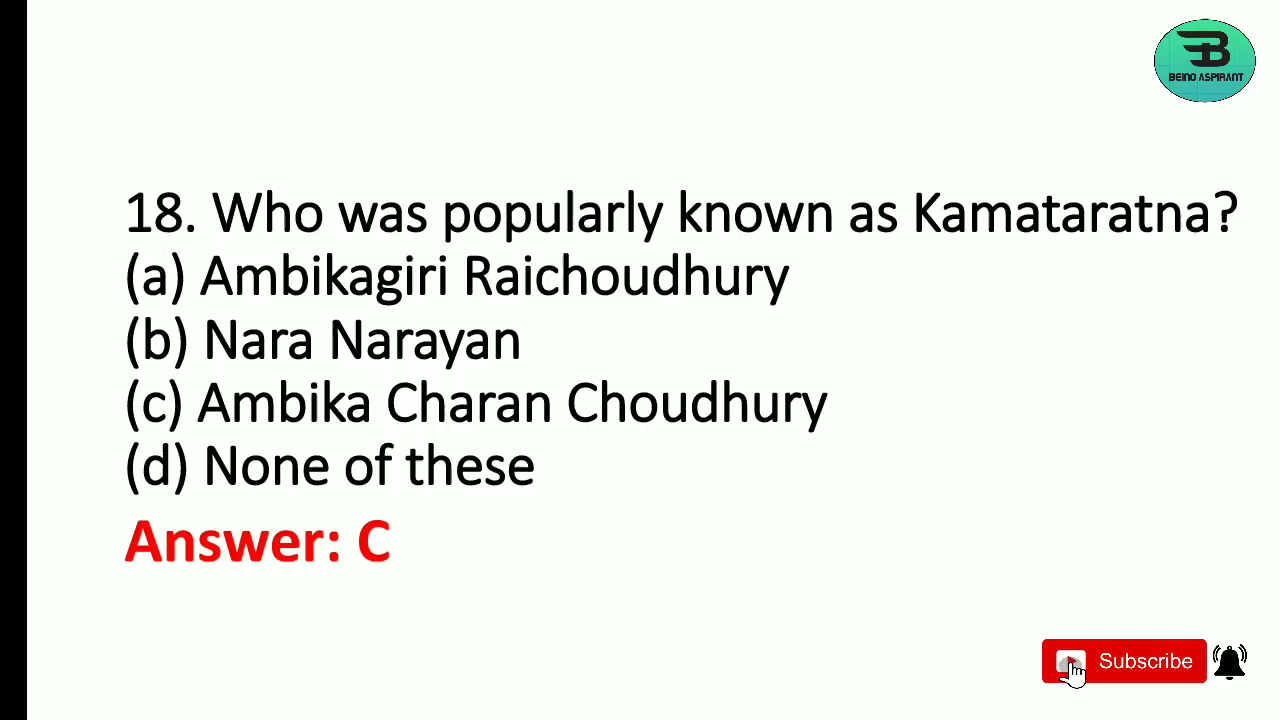 BEING ASPIRANT
18. Who was popularly known as Kamataratna?
(a) Ambikagiri Raichoudhury
(b) Nara Narayan
(c) Ambika Charan Choudhury
(d) None of these
Answer: C
Subscribe